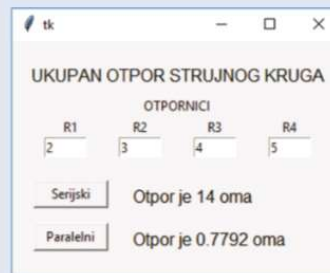 tk
UKUPAN OTPOR STRUJNOG KRUGA
OTPORNICI
R1 R2 R3 R4
2 3 4 5
Serijski Otpor je 14 oma
Paralelni Otpor je 0.7792 oma